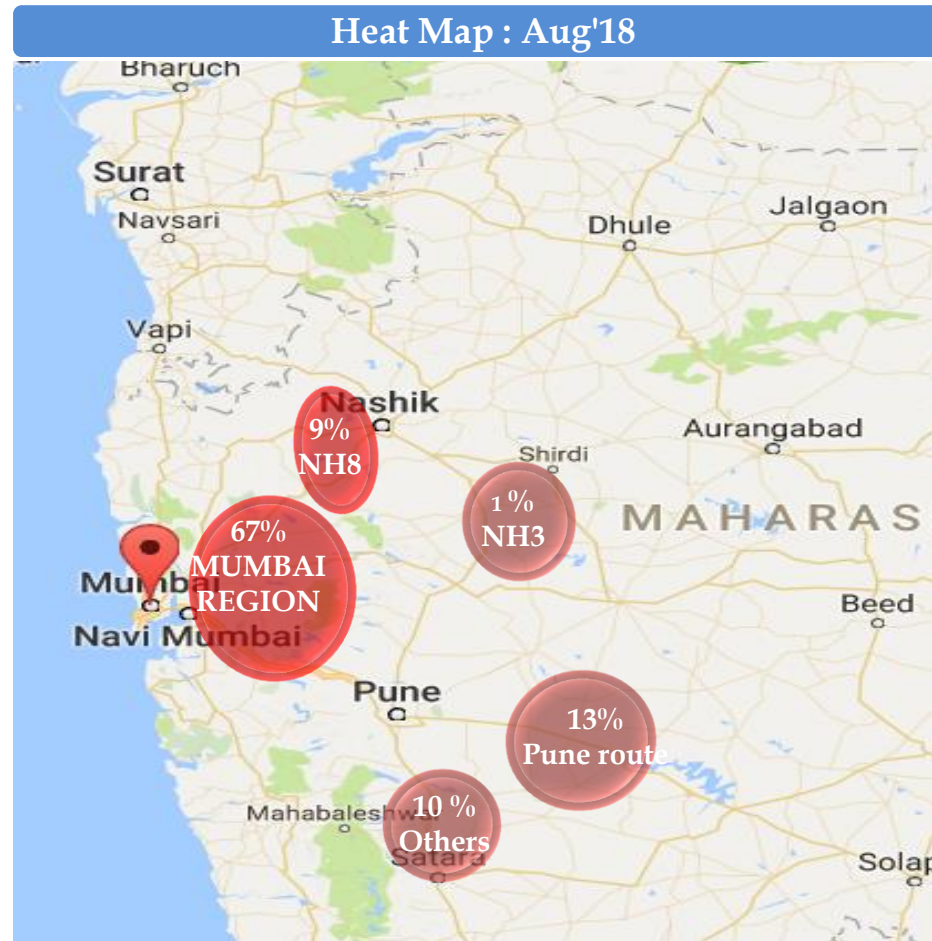 Heat Map : Aug'18
Bharuch
Surat
Navsari
Dhule
Jalgaon
Vapi
Nashik
9%
NH8
Aurangabad
Shirdi
1 %
NH3
MAHARAS
67%
MUMBAI
REGION
Mumbai
Navi Mumbai
Beed
Pune
13%
Pune route
10 %
Others
Mahabaleshwar
Satara
Solap